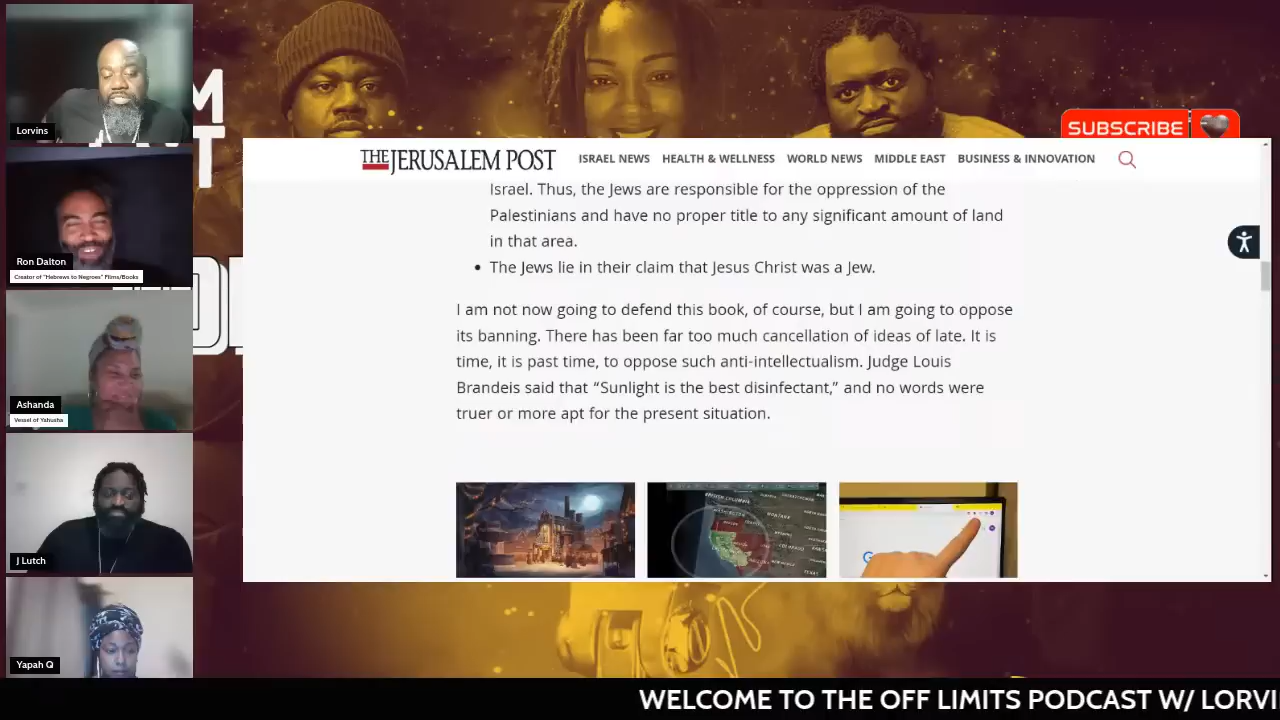 Lorvins
Ron Dalton
Creator of "Hebrews to Negroes" Films/Books
Ashanda
Vessel of Yahusha
J Lutch
Yapah Q
SUBSCRIBE
THE JERUSALEM POST
ISRAEL NEWS
HEALTH & WELLNESS
WORLD NEWS
MIDDLE EAST
BUSINESS & INNOVATION
Israel. Thus, the Jews are responsible for the oppression of the
Palestinians and have no proper title to any significant amount of land
in that area.
• The Jews lie in their claim that Jesus Christ was a Jew.
I am not now going to defend this book, of course, but I am going to oppose
its banning. There has been far too much cancellation of ideas of late. It is
time, it is past time, to oppose such anti-intellectualism. Judge Louis
Brandeis said that “Sunlight is the best disinfectant,” and no words were
truer or more apt for the present situation.
WELCOME TO THE OFF LIMITS PODCAST W/ LORVI